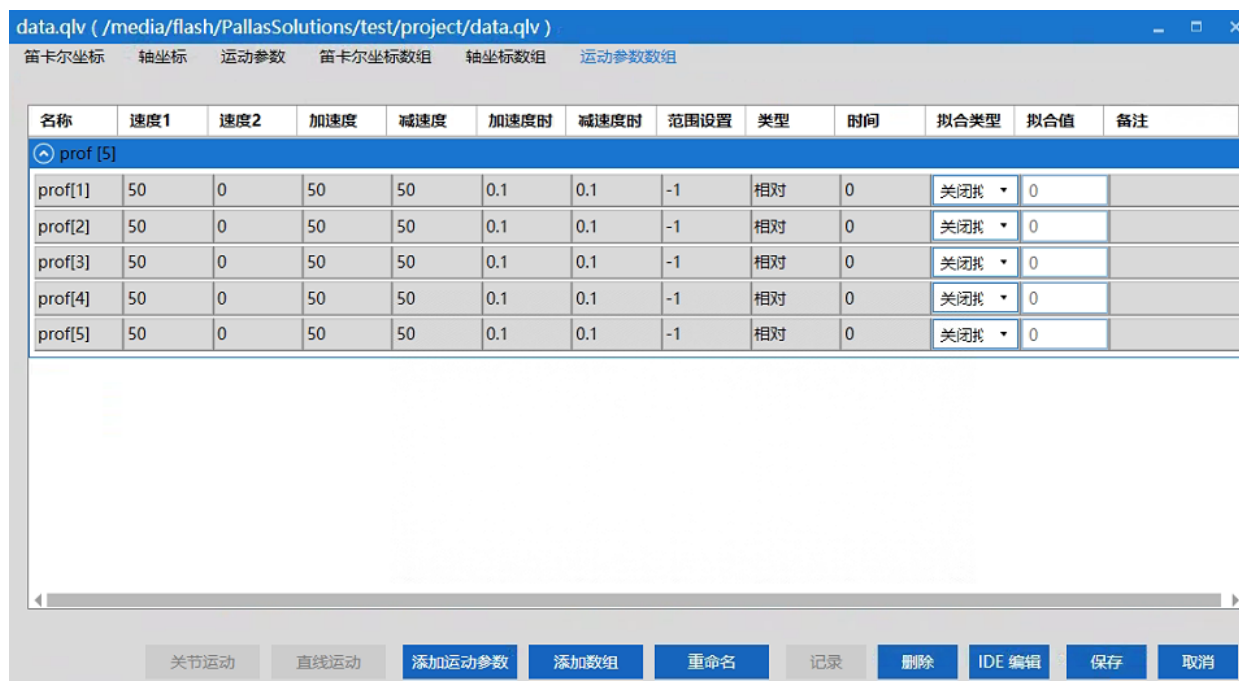 data.qlv ( /media/flash/PallasSolutions/test/project/data.qlv )
笛卡尔坐标 轴坐标 运动参数 笛卡尔坐标数组 轴坐标数组 运动参数数组
名称 速度1 速度2 加速度 减速度 加速度时 减速度时 范围设置 类型 时间 拟合类型 拟合值 备注
prof [5]
prof[1] 50 0 50 50 0.1 0.1 -1 相对 0 关闭 0
prof[2] 50 0 50 50 0.1 0.1 -1 相对 0 关闭 0
prof[3] 50 0 50 50 0.1 0.1 -1 相对 0 关闭 0
prof[4] 50 0 50 50 0.1 0.1 -1 相对 0 关闭 0
prof[5] 50 0 50 50 0.1 0.1 -1 相对 0 关闭 0
关节运动 直线运动 添加运动参数 添加数组 重命名 记录 删除 IDE 编辑 保存 取消